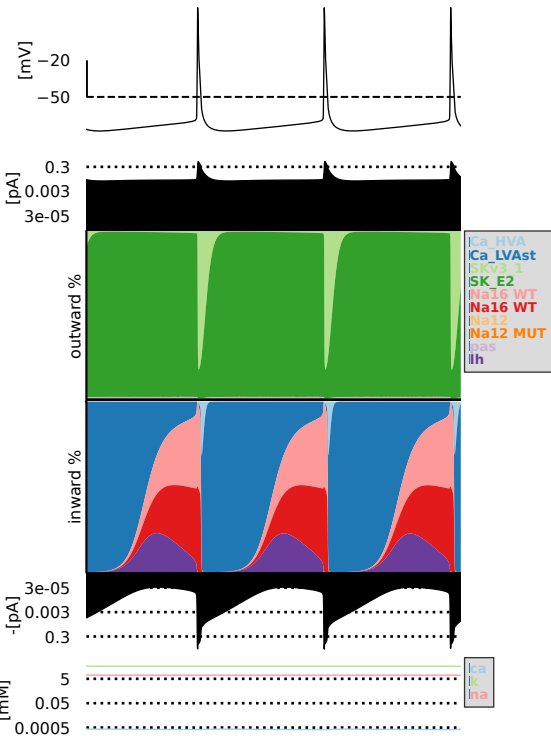 [mV]
−20
−50
[pA]
0.3
0.003
3e-05
outward %
Ca_HVA
Ca_LVAst
SKv3_1
SK_E2
Na16 WT
Na16 WT
Na12
Na12 MUT
pas
Ih
inward %
-[pA]
3e-05
0.003
0.3
[mM]
5
0.05
0.0005
ca
k
na